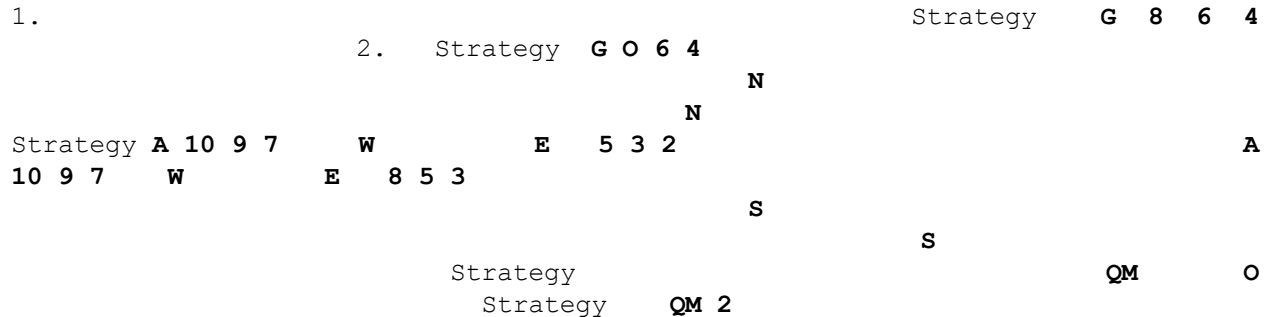 1. Strategy G 8 6 4
2. Strategy G O 6 4
N
N
Strategy A 10 9 7 W E 5 3 2 A
10 9 7 W E 8 5 3
S
S
Strategy QM O
Strategy QM 2